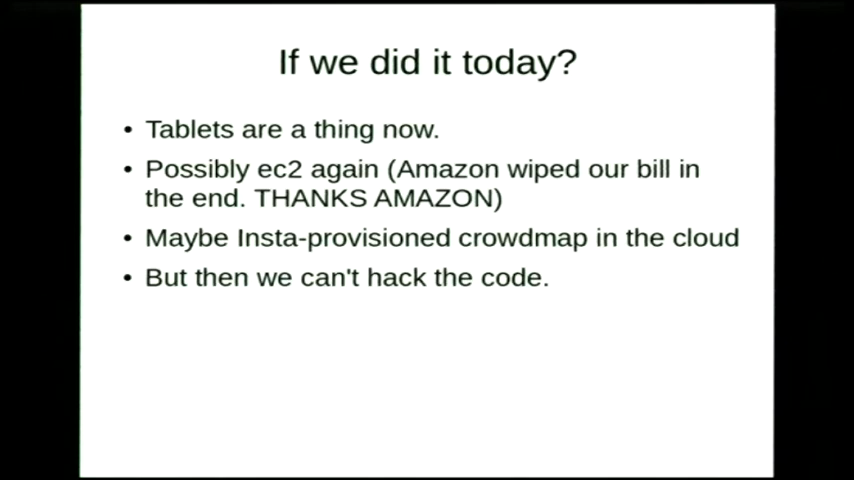 If we did it today?
• Tablets are a thing now.
• Possibly ec2 again (Amazon wiped our bill in
the end. THANKS AMAZON)
• Maybe Insta-provisioned crowdmap in the cloud
• But then we can't hack the code.